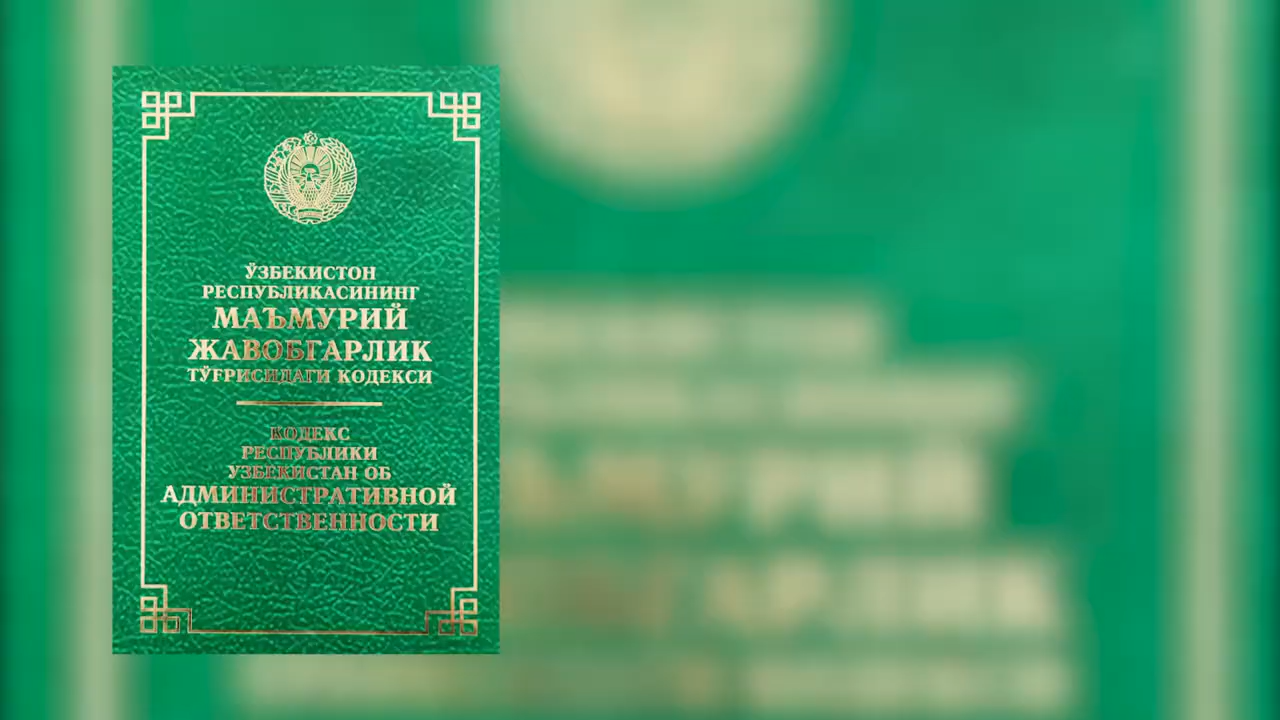 ЎЗБЕКИСТОН
РЕСПУБЛИКАСИНИНГ
МАЪМУРИЙ
ЖАВОБГАРЛИК
ТЎҒРИСИДАГИ КОДЕКСИ
КОДЕКС
РЕСПУБЛИКИ
УЗБЕКИСТАН ОБ
АДМИНИСТРАТИВНОЙ
ОТВЕТСТВЕННОСТИ